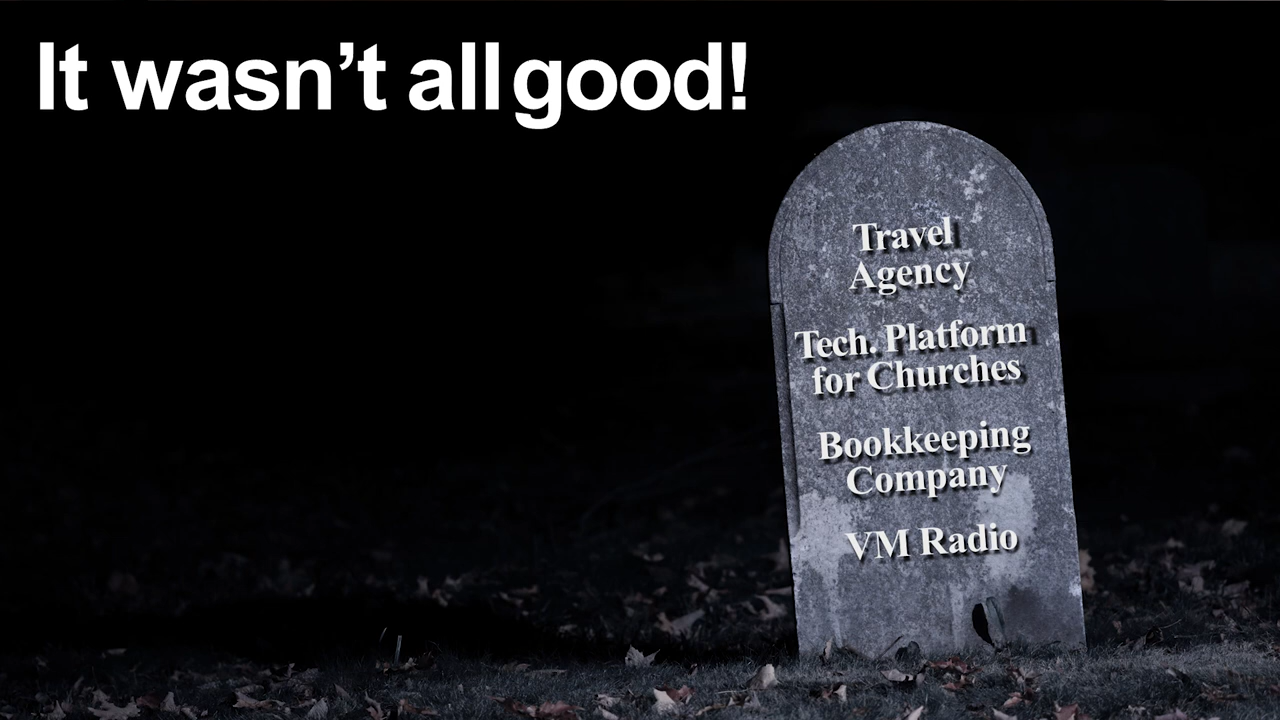 It wasn't all good!
Travel
Agency
Tech. Platform
for Churches
Bookkeeping
Company
VM Radio